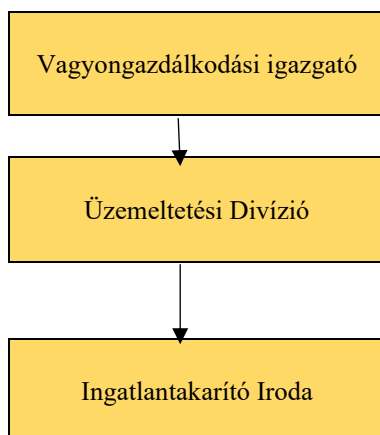 Vagyongazdálkodási igazgató
Üzemeltetési Divízió
Ingatlantakarító Iroda